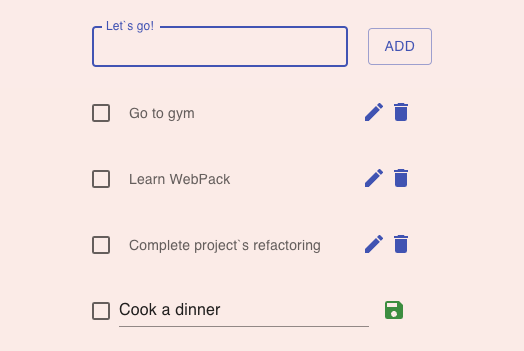 Let`s go!
ADD
Go to gym
Learn WebPack
Complete project`s refactoring
Cook a dinner